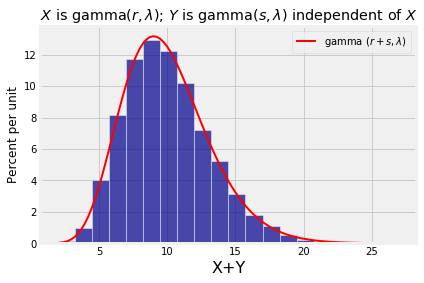 X is gamma(r, λ); Y is gamma(s, λ) independent of X
gamma (r + s, λ)
12
10
8
6
4
2
0
Percent per unit
5 10 15 20 25
X+Y